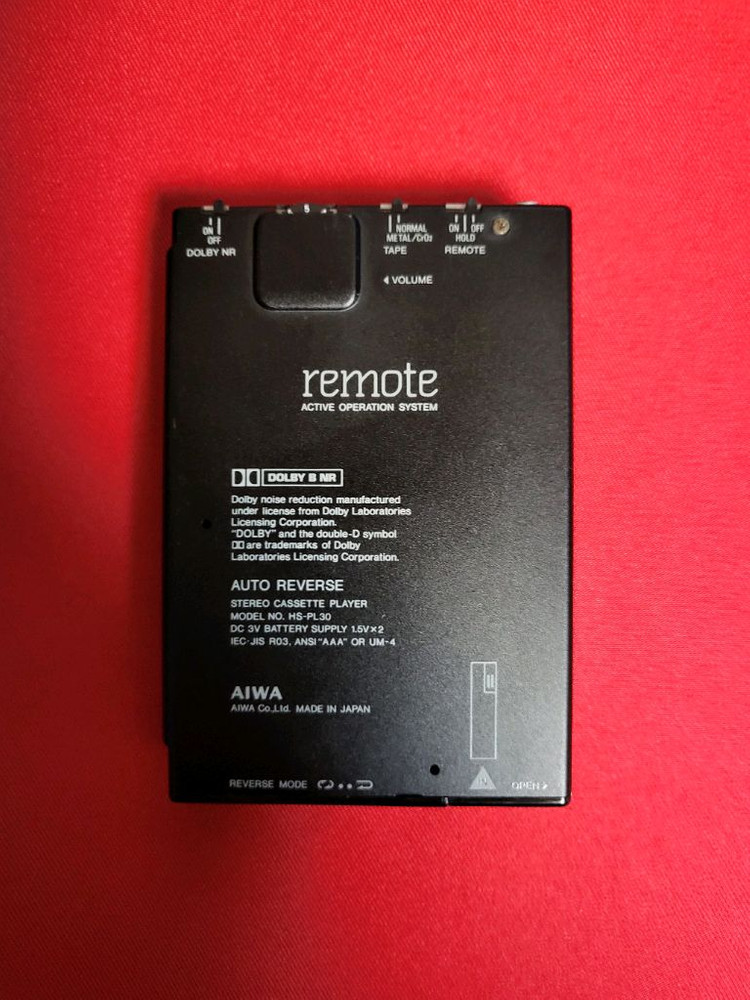 5
ON
OFF
DOLBY NR
NORMAL
METAL/CrO₂
TAPE
ON OFF
HOLD
REMOTE
VOLUME
remote
ACTIVE OPERATION SYSTEM
DOLBY B NR
Dolby noise reduction manufactured
under license from Dolby Laboratories
Licensing Corporation.
"DOLBY" and the double-D symbol
are trademarks of Dolby
Laboratories Licensing Corporation.
AUTO REVERSE
STEREO CASSETTE PLAYER
MODEL NO. HS-PL30
DC 3V BATTERY SUPPLY 1.5V×2
IEC·JIS R03, ANSI "AAA" OR UM-4
AIWA
AIWA Co.,Ltd. MADE IN JAPAN
REVERSE MODE
OPEN